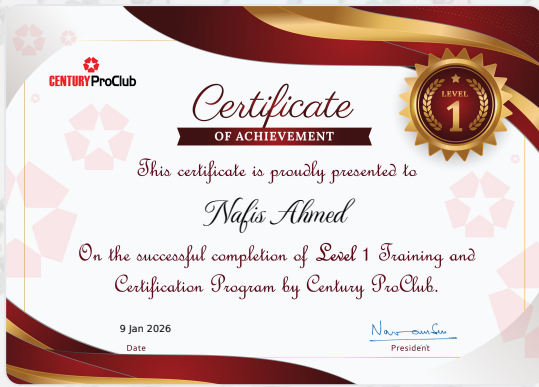 CENTURY ProClub
LEVEL
1
Certificate
OF ACHIEVEMENT
This certificate is proudly presented to
Nafis Ahmed
On the successful completion of Level 1 Training and
Certification Program by Century ProClub.
9 Jan 2026
Date
President